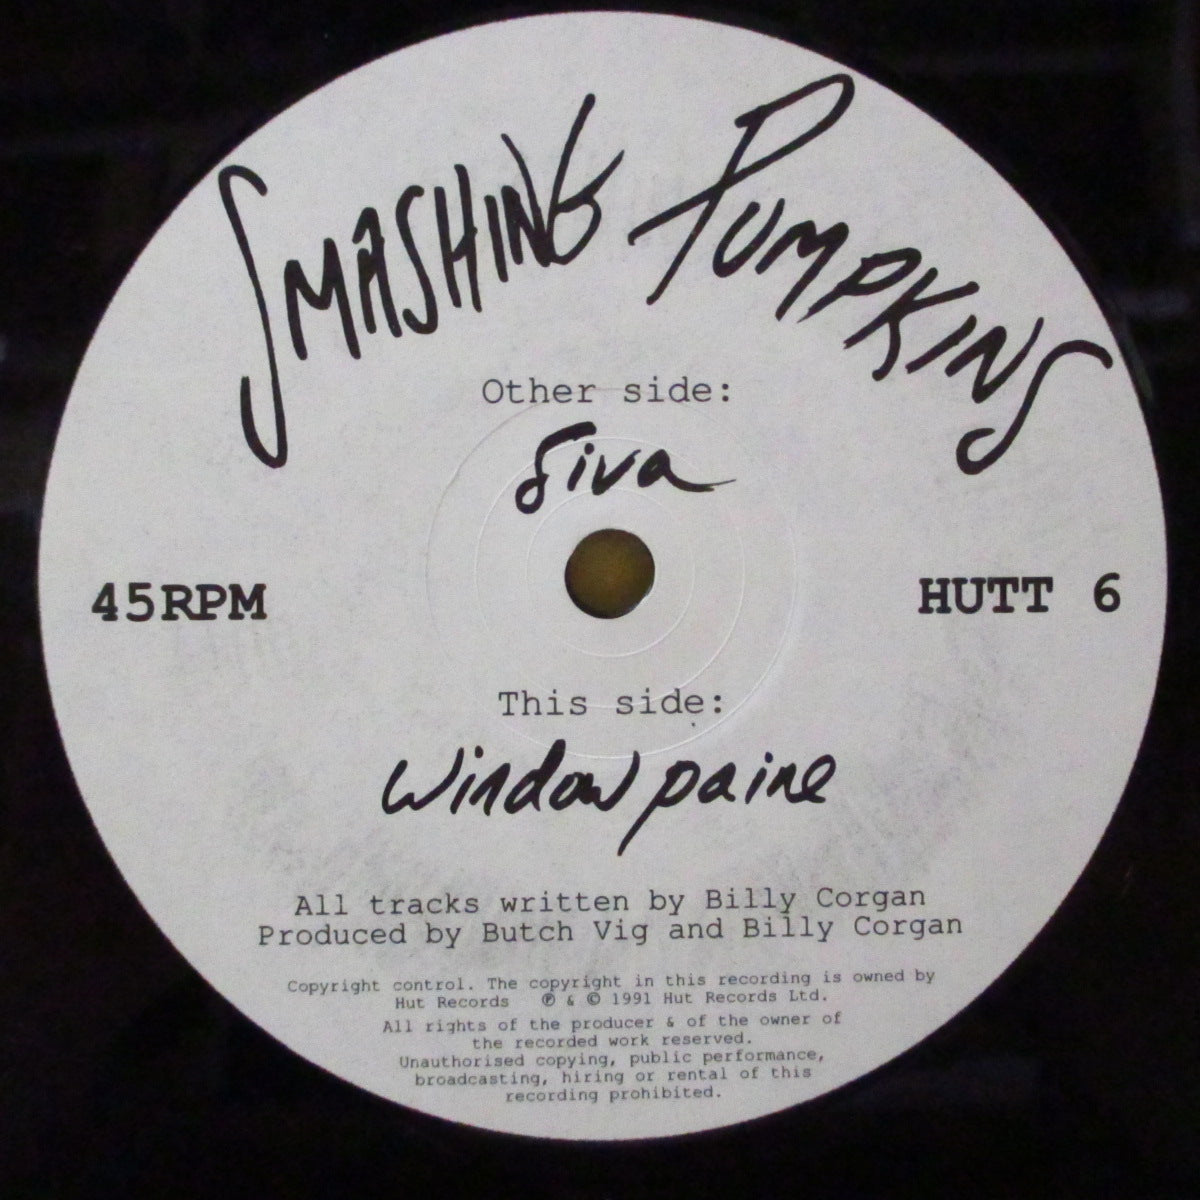 SMASHING PUMPKINS
Other side:
Siva
45RPM
HUTT 6
This side:
Window paine
All tracks written by Billy Corgan
Produced by Butch Vig and Billy Corgan
Copyright control. The copyright in this recording is owned by
Hut Records ℗ & © 1991 Hut Records Ltd.
All rights of the producer & of the owner of
the recorded work reserved.
Unauthorised copying, public performance,
broadcasting, hiring or rental of this
recording prohibited.